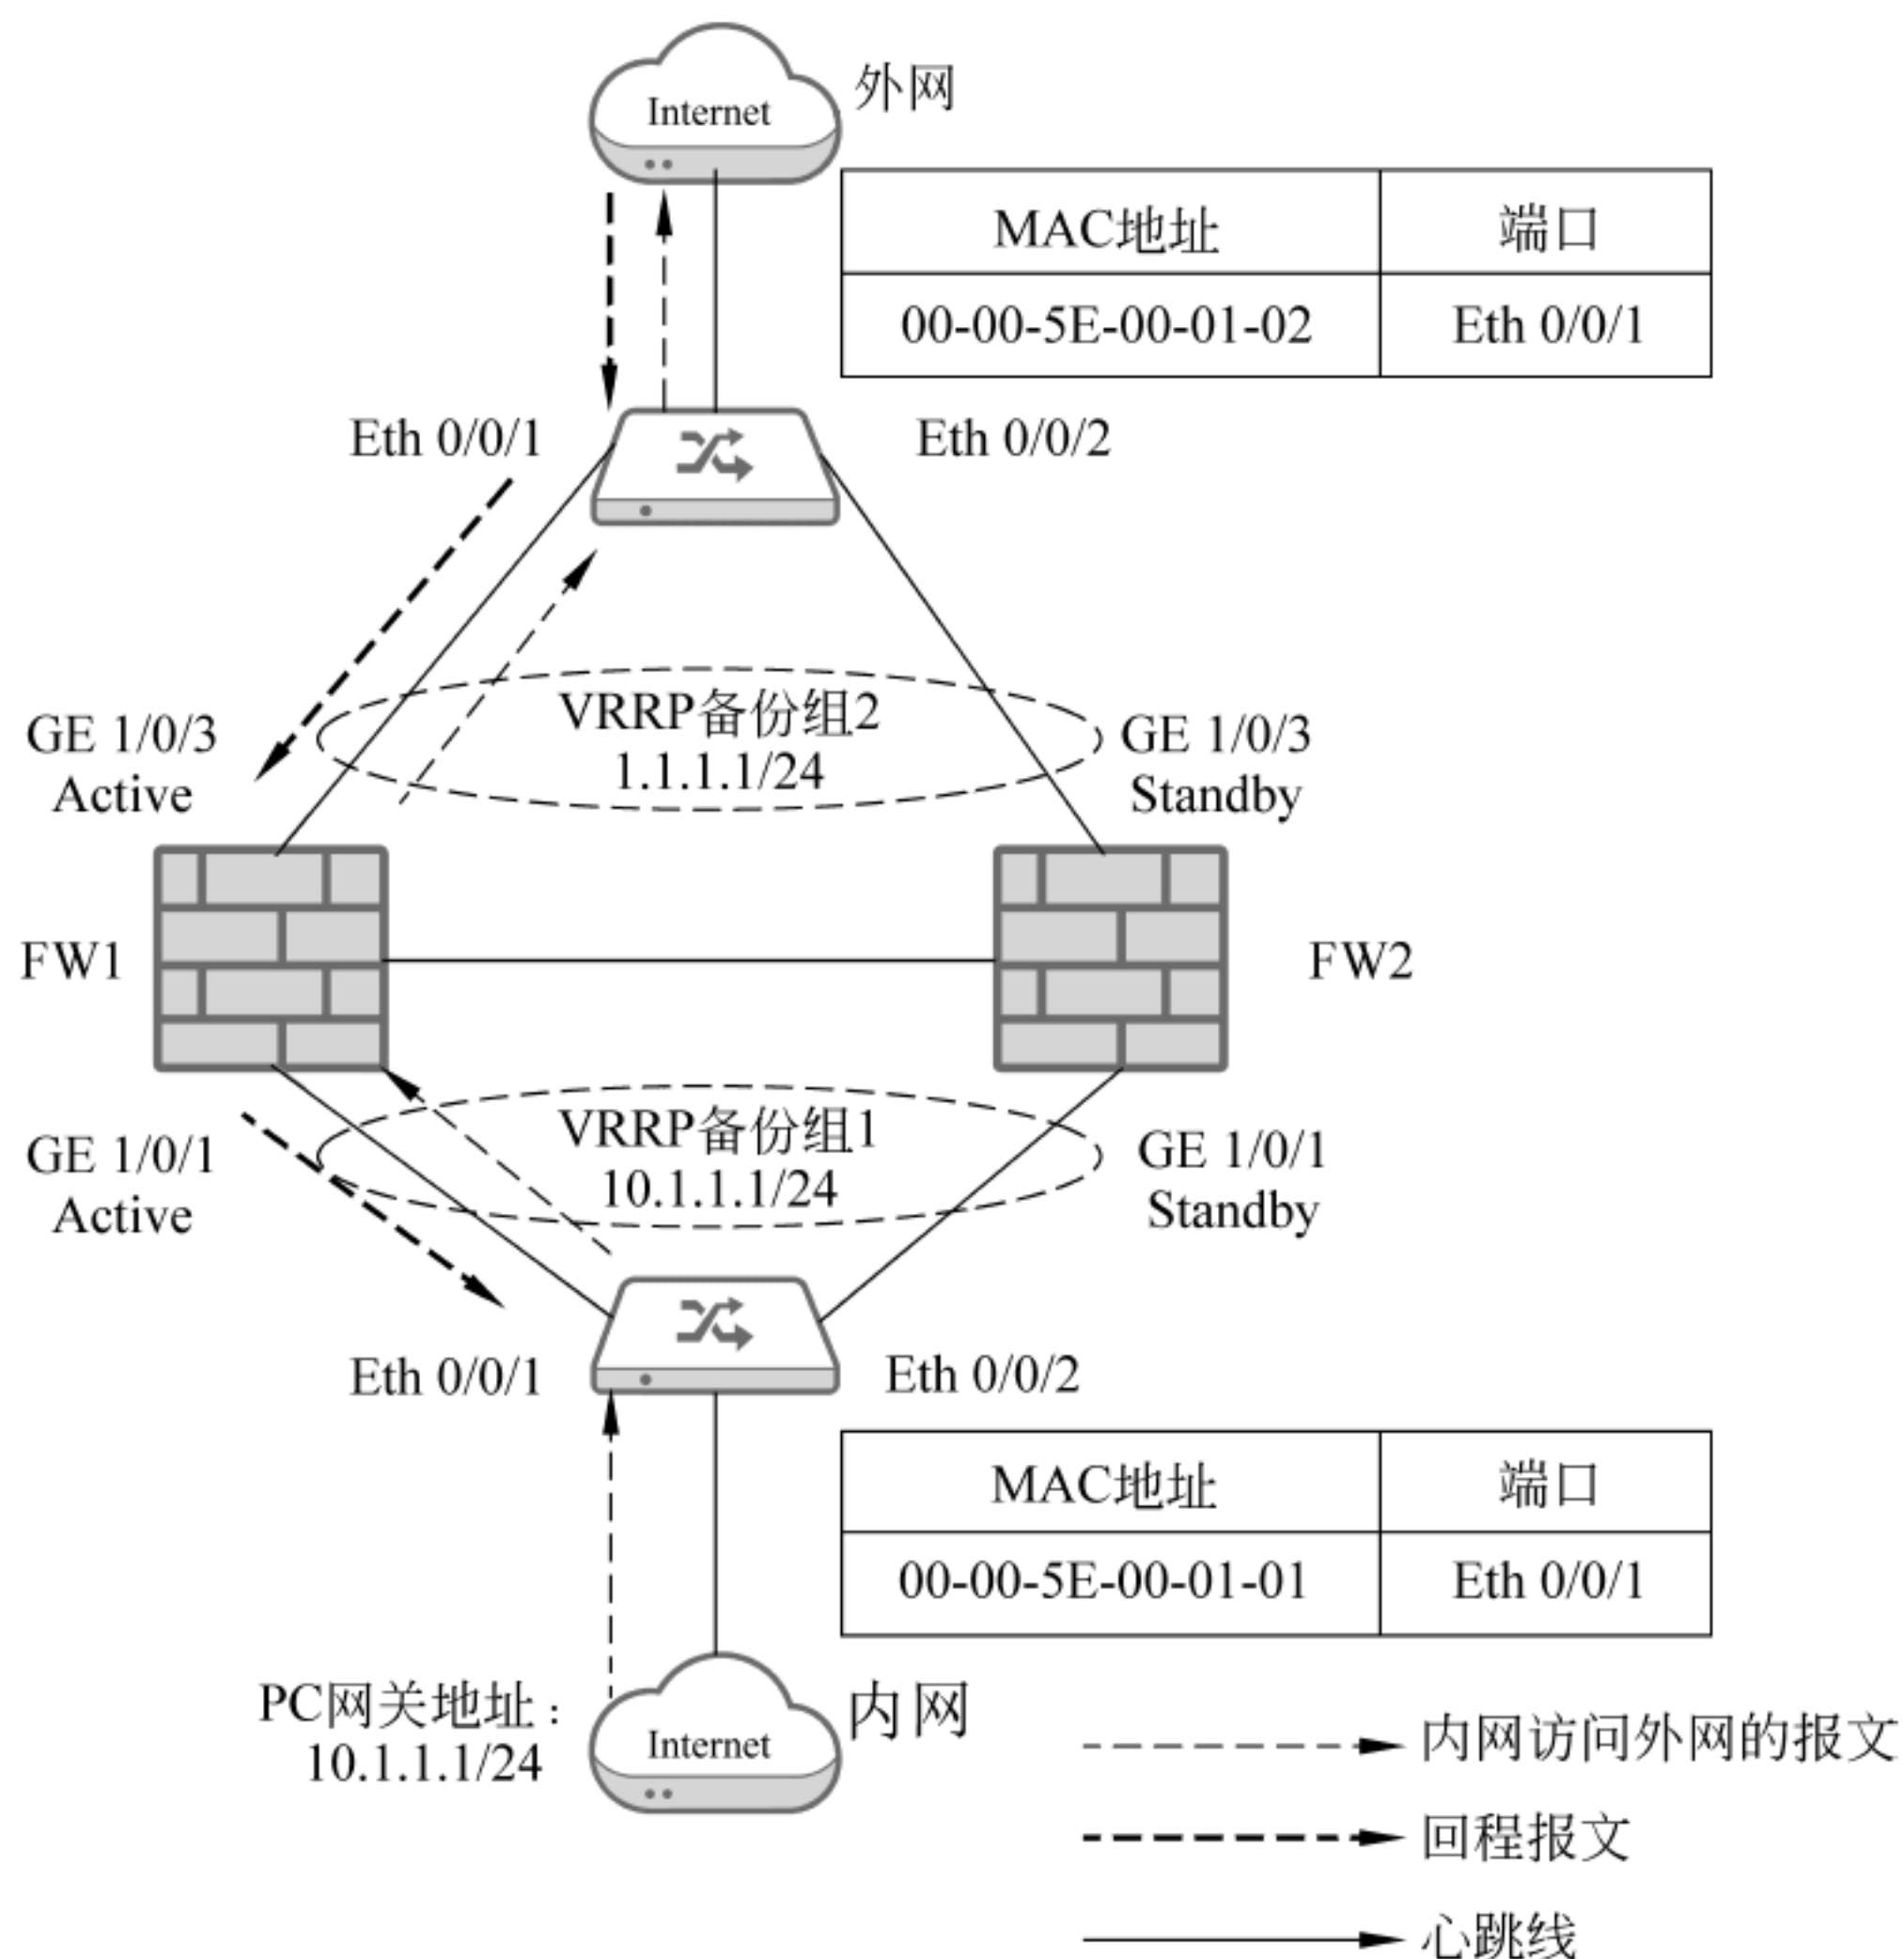 Internet
外网
MAC地址 端口
00-00-5E-00-01-02 Eth 0/0/1
Eth 0/0/1
Eth 0/0/2
VRRP备份组2
1.1.1.1/24
GE 1/0/3
Active
GE 1/0/3
Standby
FW1
FW2
VRRP备份组1
10.1.1.1/24
GE 1/0/1
Active
GE 1/0/1
Standby
Eth 0/0/1
Eth 0/0/2
MAC地址 端口
00-00-5E-00-01-01 Eth 0/0/1
PC网关地址：
10.1.1.1/24
Internet
内网
内网访问外网的报文
回程报文
心跳线